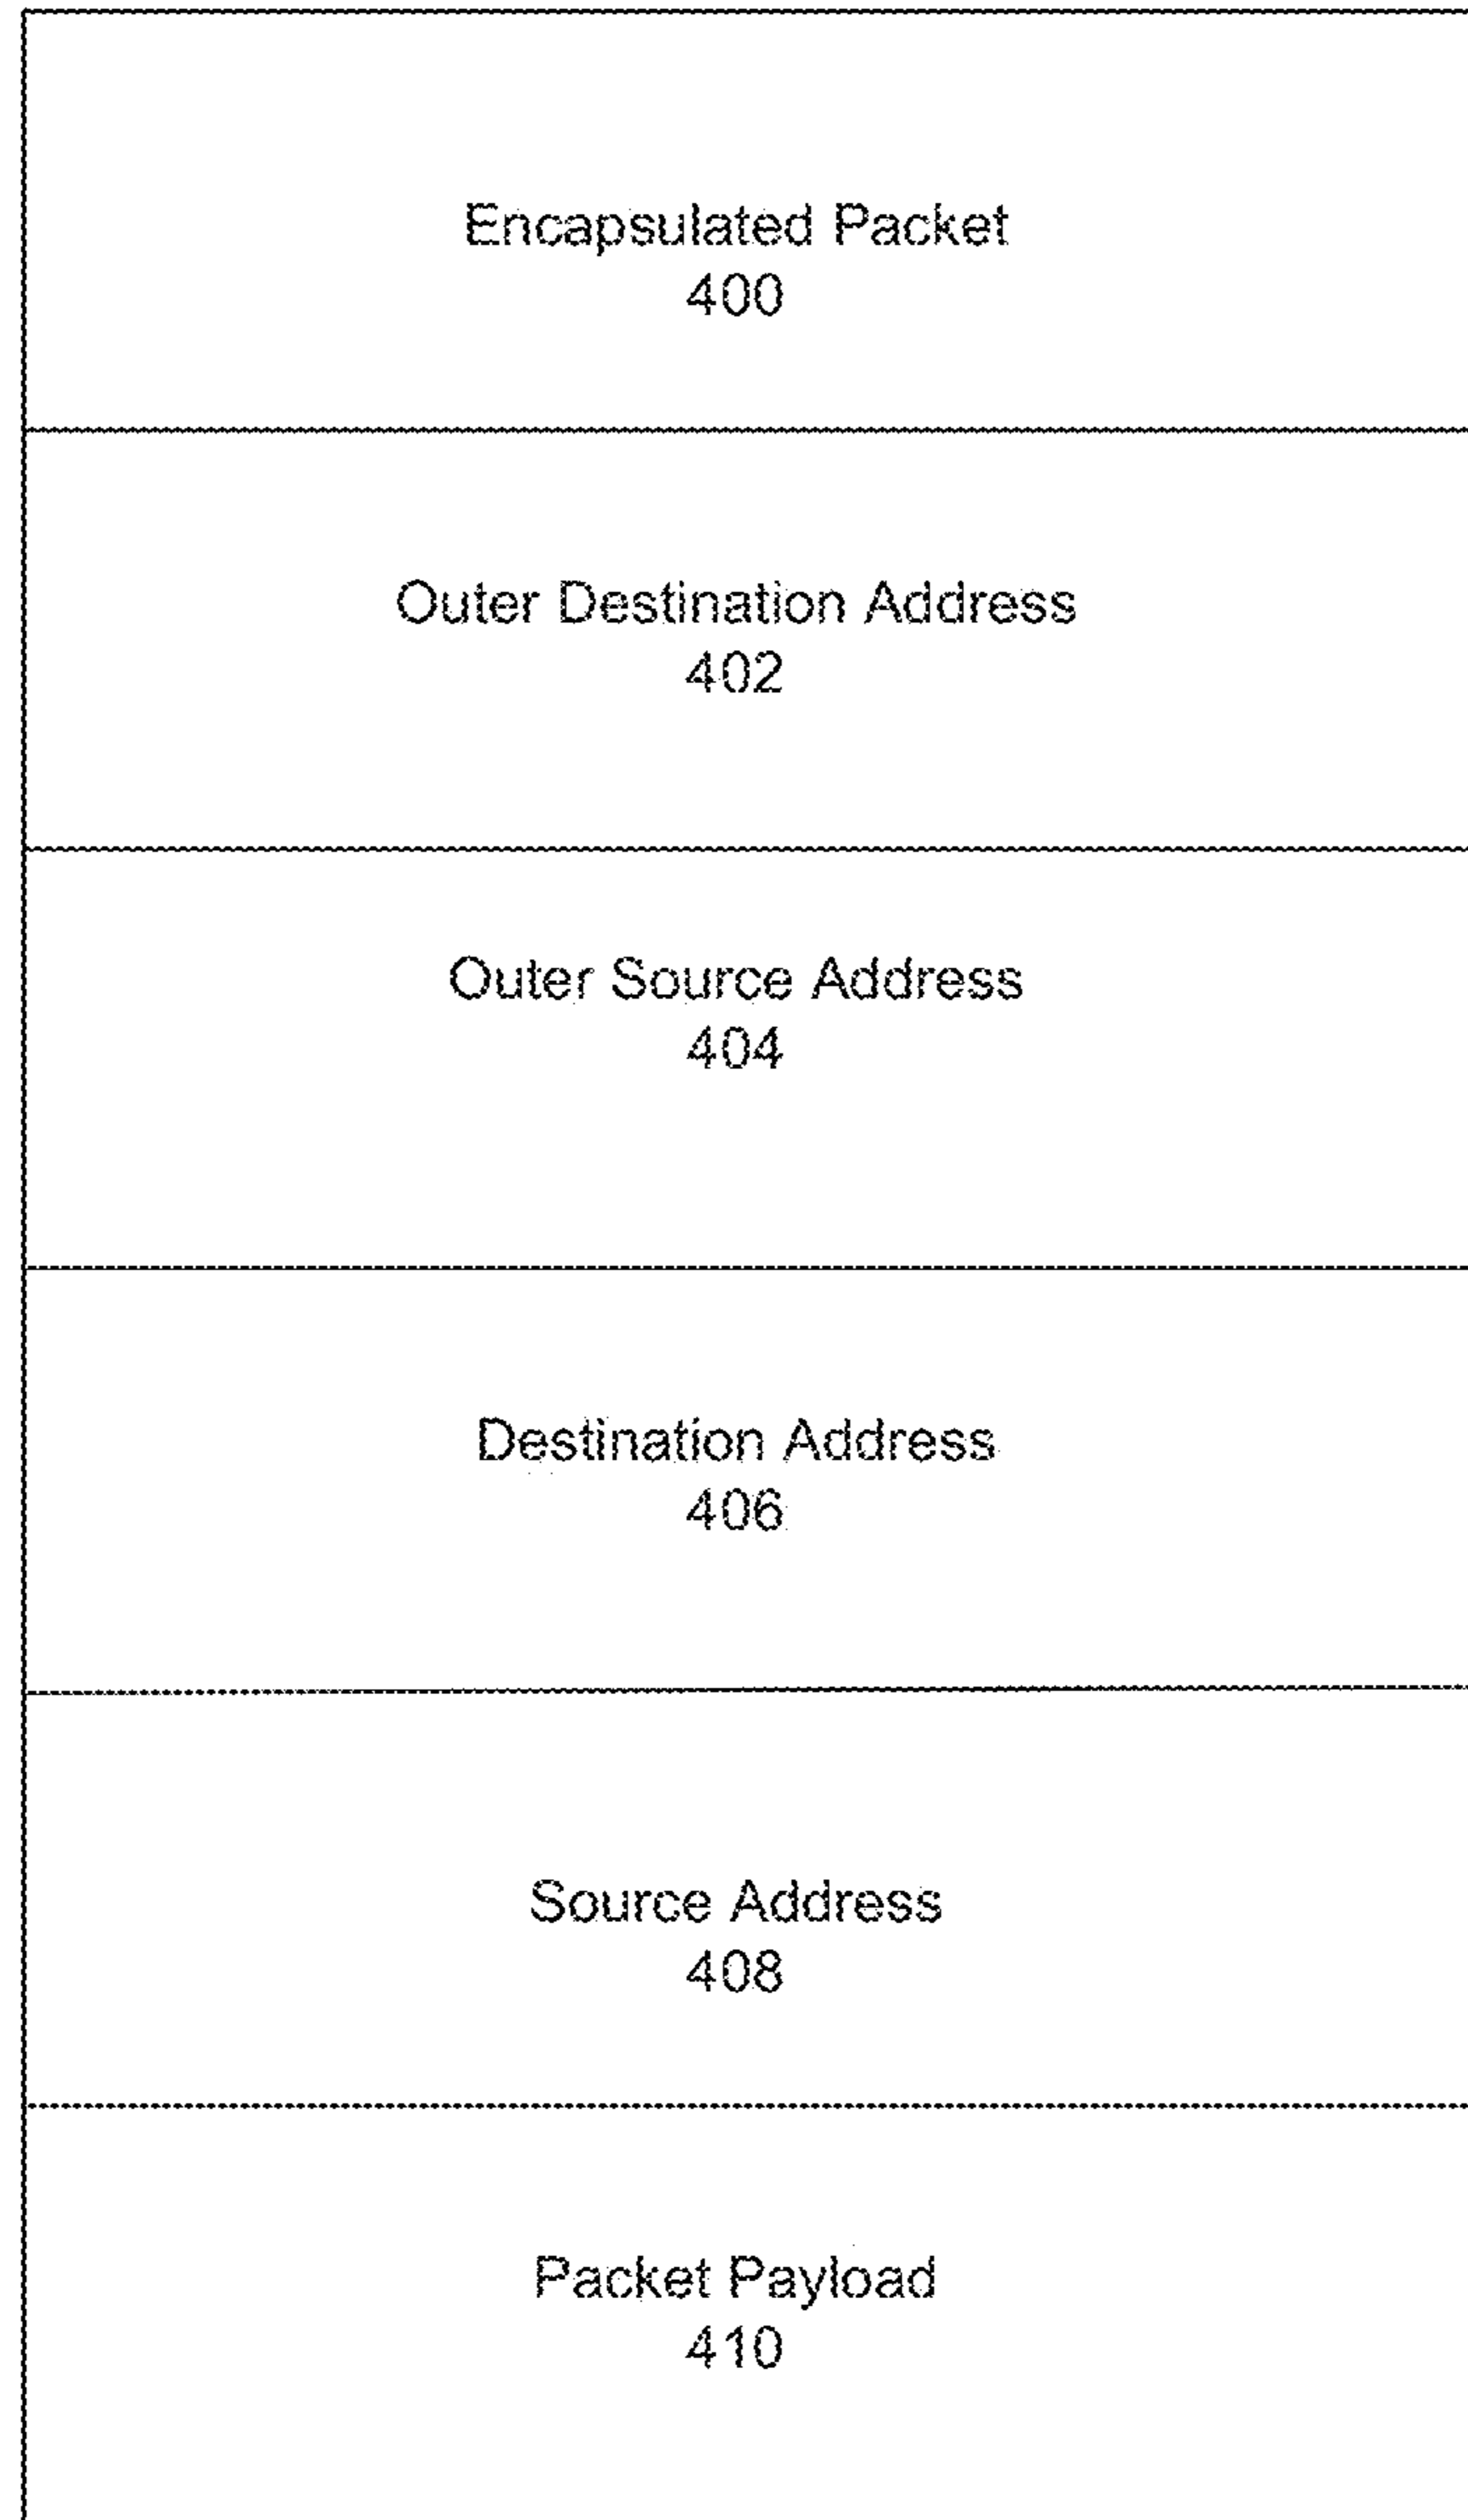 Encapsulated Packet
400
Outer Destination Address
402
Outer Source Address
404
Destination Address
406
Source Address
408
Packet Payload
410